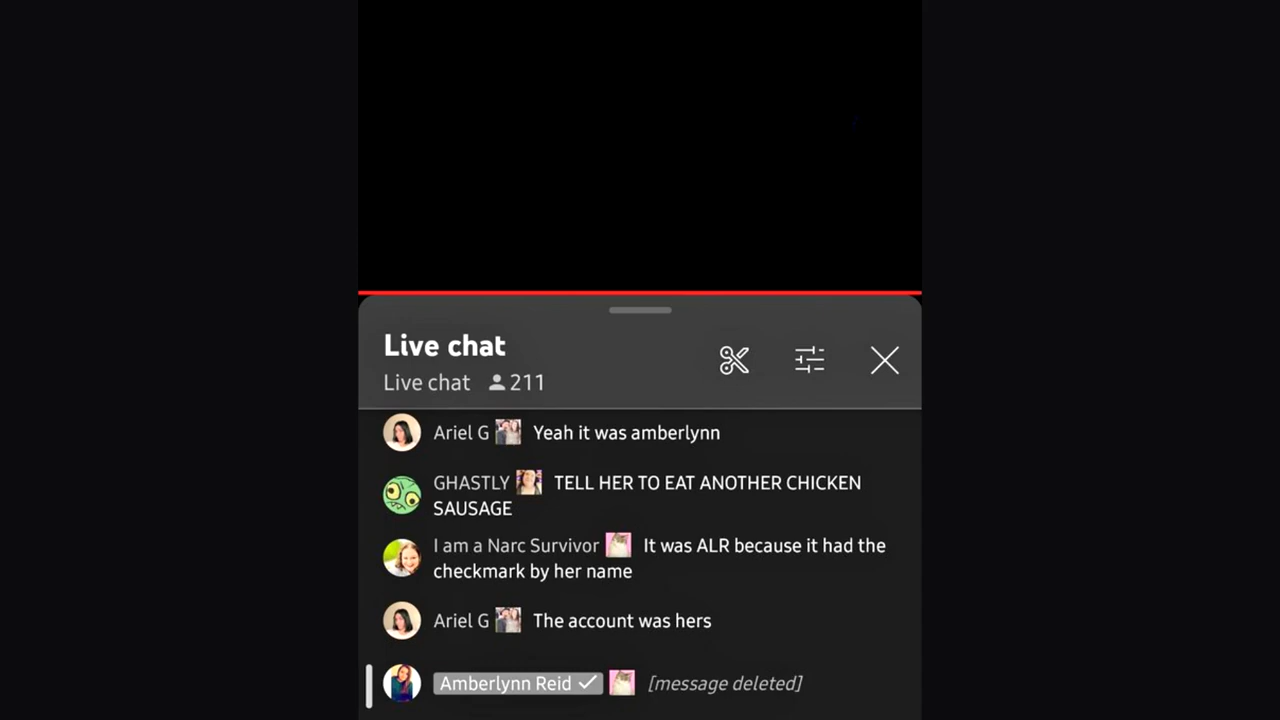 Live chat
Live chat 211
Ariel G Yeah it was amberlynn
GHASTLY TELL HER TO EAT ANOTHER CHICKEN
SAUSAGE
I am a Narc Survivor It was ALR because it had the
checkmark by her name
Ariel G The account was hers
Amberlynn Reid [message deleted]